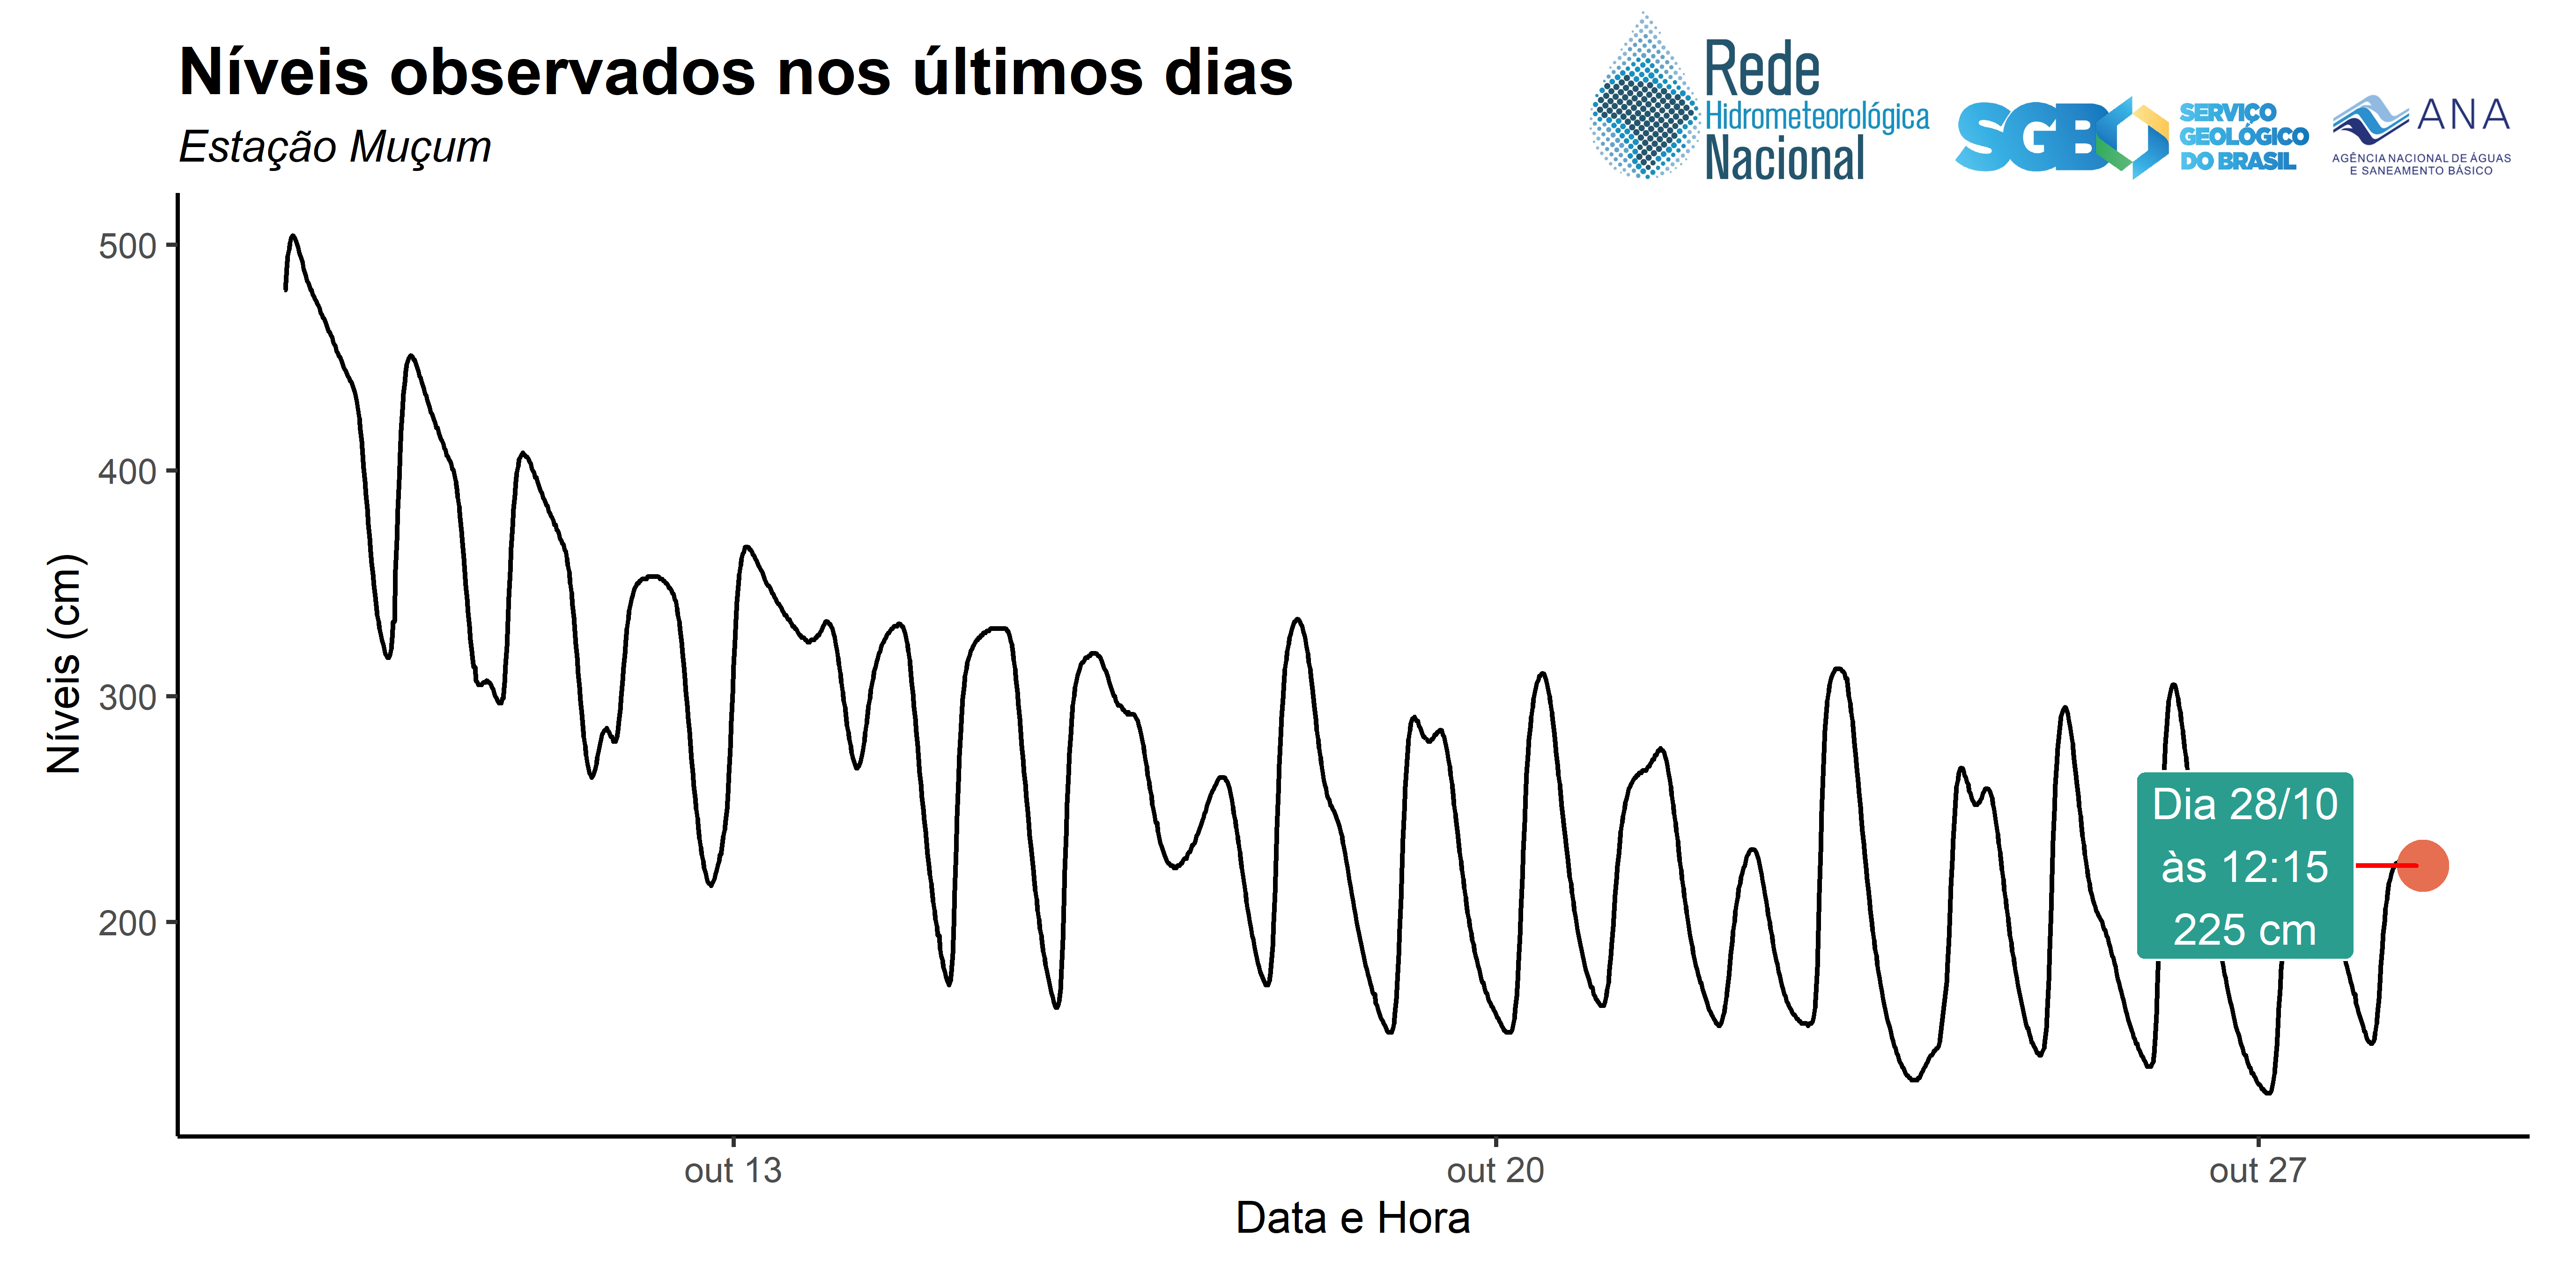 Níveis observados nos últimos dias
Estação Muçum
Rede
Hidrometeorológica
Nacional
SGB
SERVIÇO
GEOLÓGICO
DO BRASIL
ANA
AGÊNCIA NACIONAL DE ÁGUAS
E SANEAMENTO BÁSICO
Níveis (cm)
500
400
300
200
Dia 28/10
às 12:15
225 cm
out 13
out 20
out 27
Data e Hora